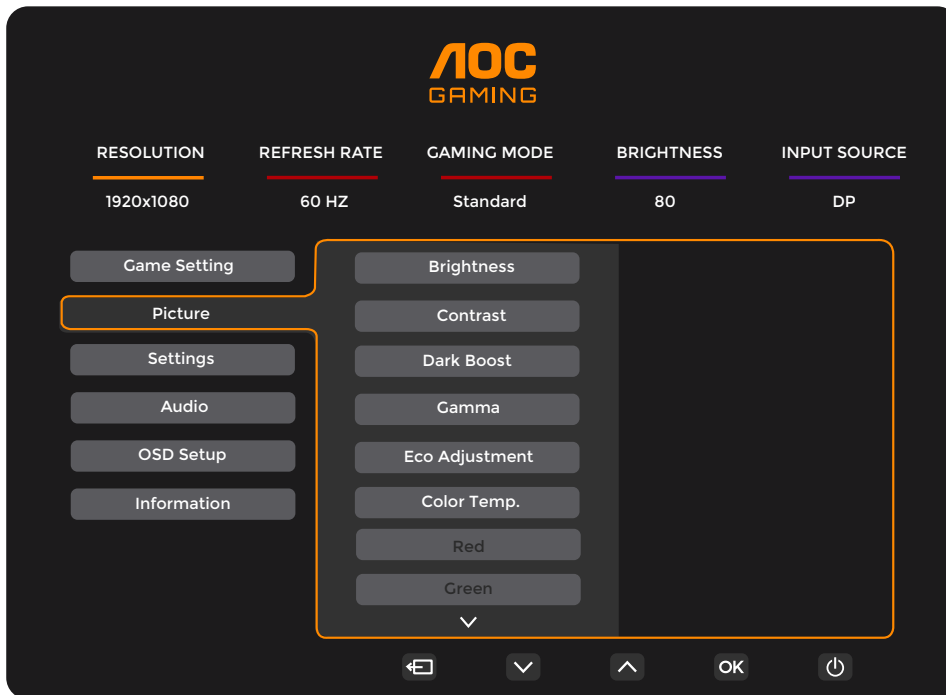 AOC
GAMING
RESOLUTION REFRESH RATE GAMING MODE BRIGHTNESS INPUT SOURCE
1920x1080 60 HZ Standard 80 DP
Game Setting
Picture
Settings
Audio
OSD Setup
Information
Brightness
Contrast
Dark Boost
Gamma
Eco Adjustment
Color Temp.
Red
Green
OK